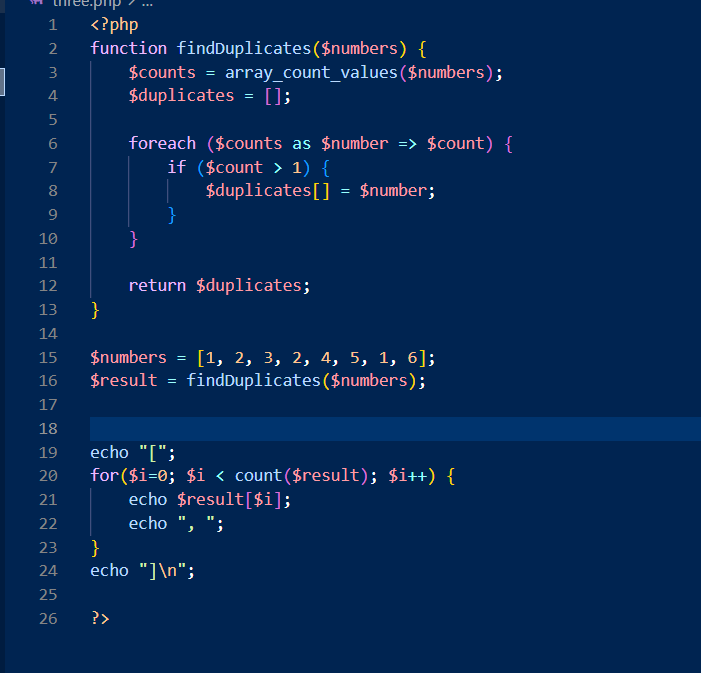 three.php > ...
1 <?php
2 function findDuplicates($numbers) {
3     $counts = array_count_values($numbers);
4     $duplicates = [];
5
6     foreach ($counts as $number => $count) {
7         if ($count > 1) {
8             $duplicates[] = $number;
9         }
10     }
11
12     return $duplicates;
13 }
14
15 $numbers = [1, 2, 3, 2, 4, 5, 1, 6];
16 $result = findDuplicates($numbers);
17
18
19 echo "[";
20 for($i=0; $i < count($result); $i++) {
21     echo $result[$i];
22     echo ", ";
23 }
24 echo "]\n";
25
26 ?>